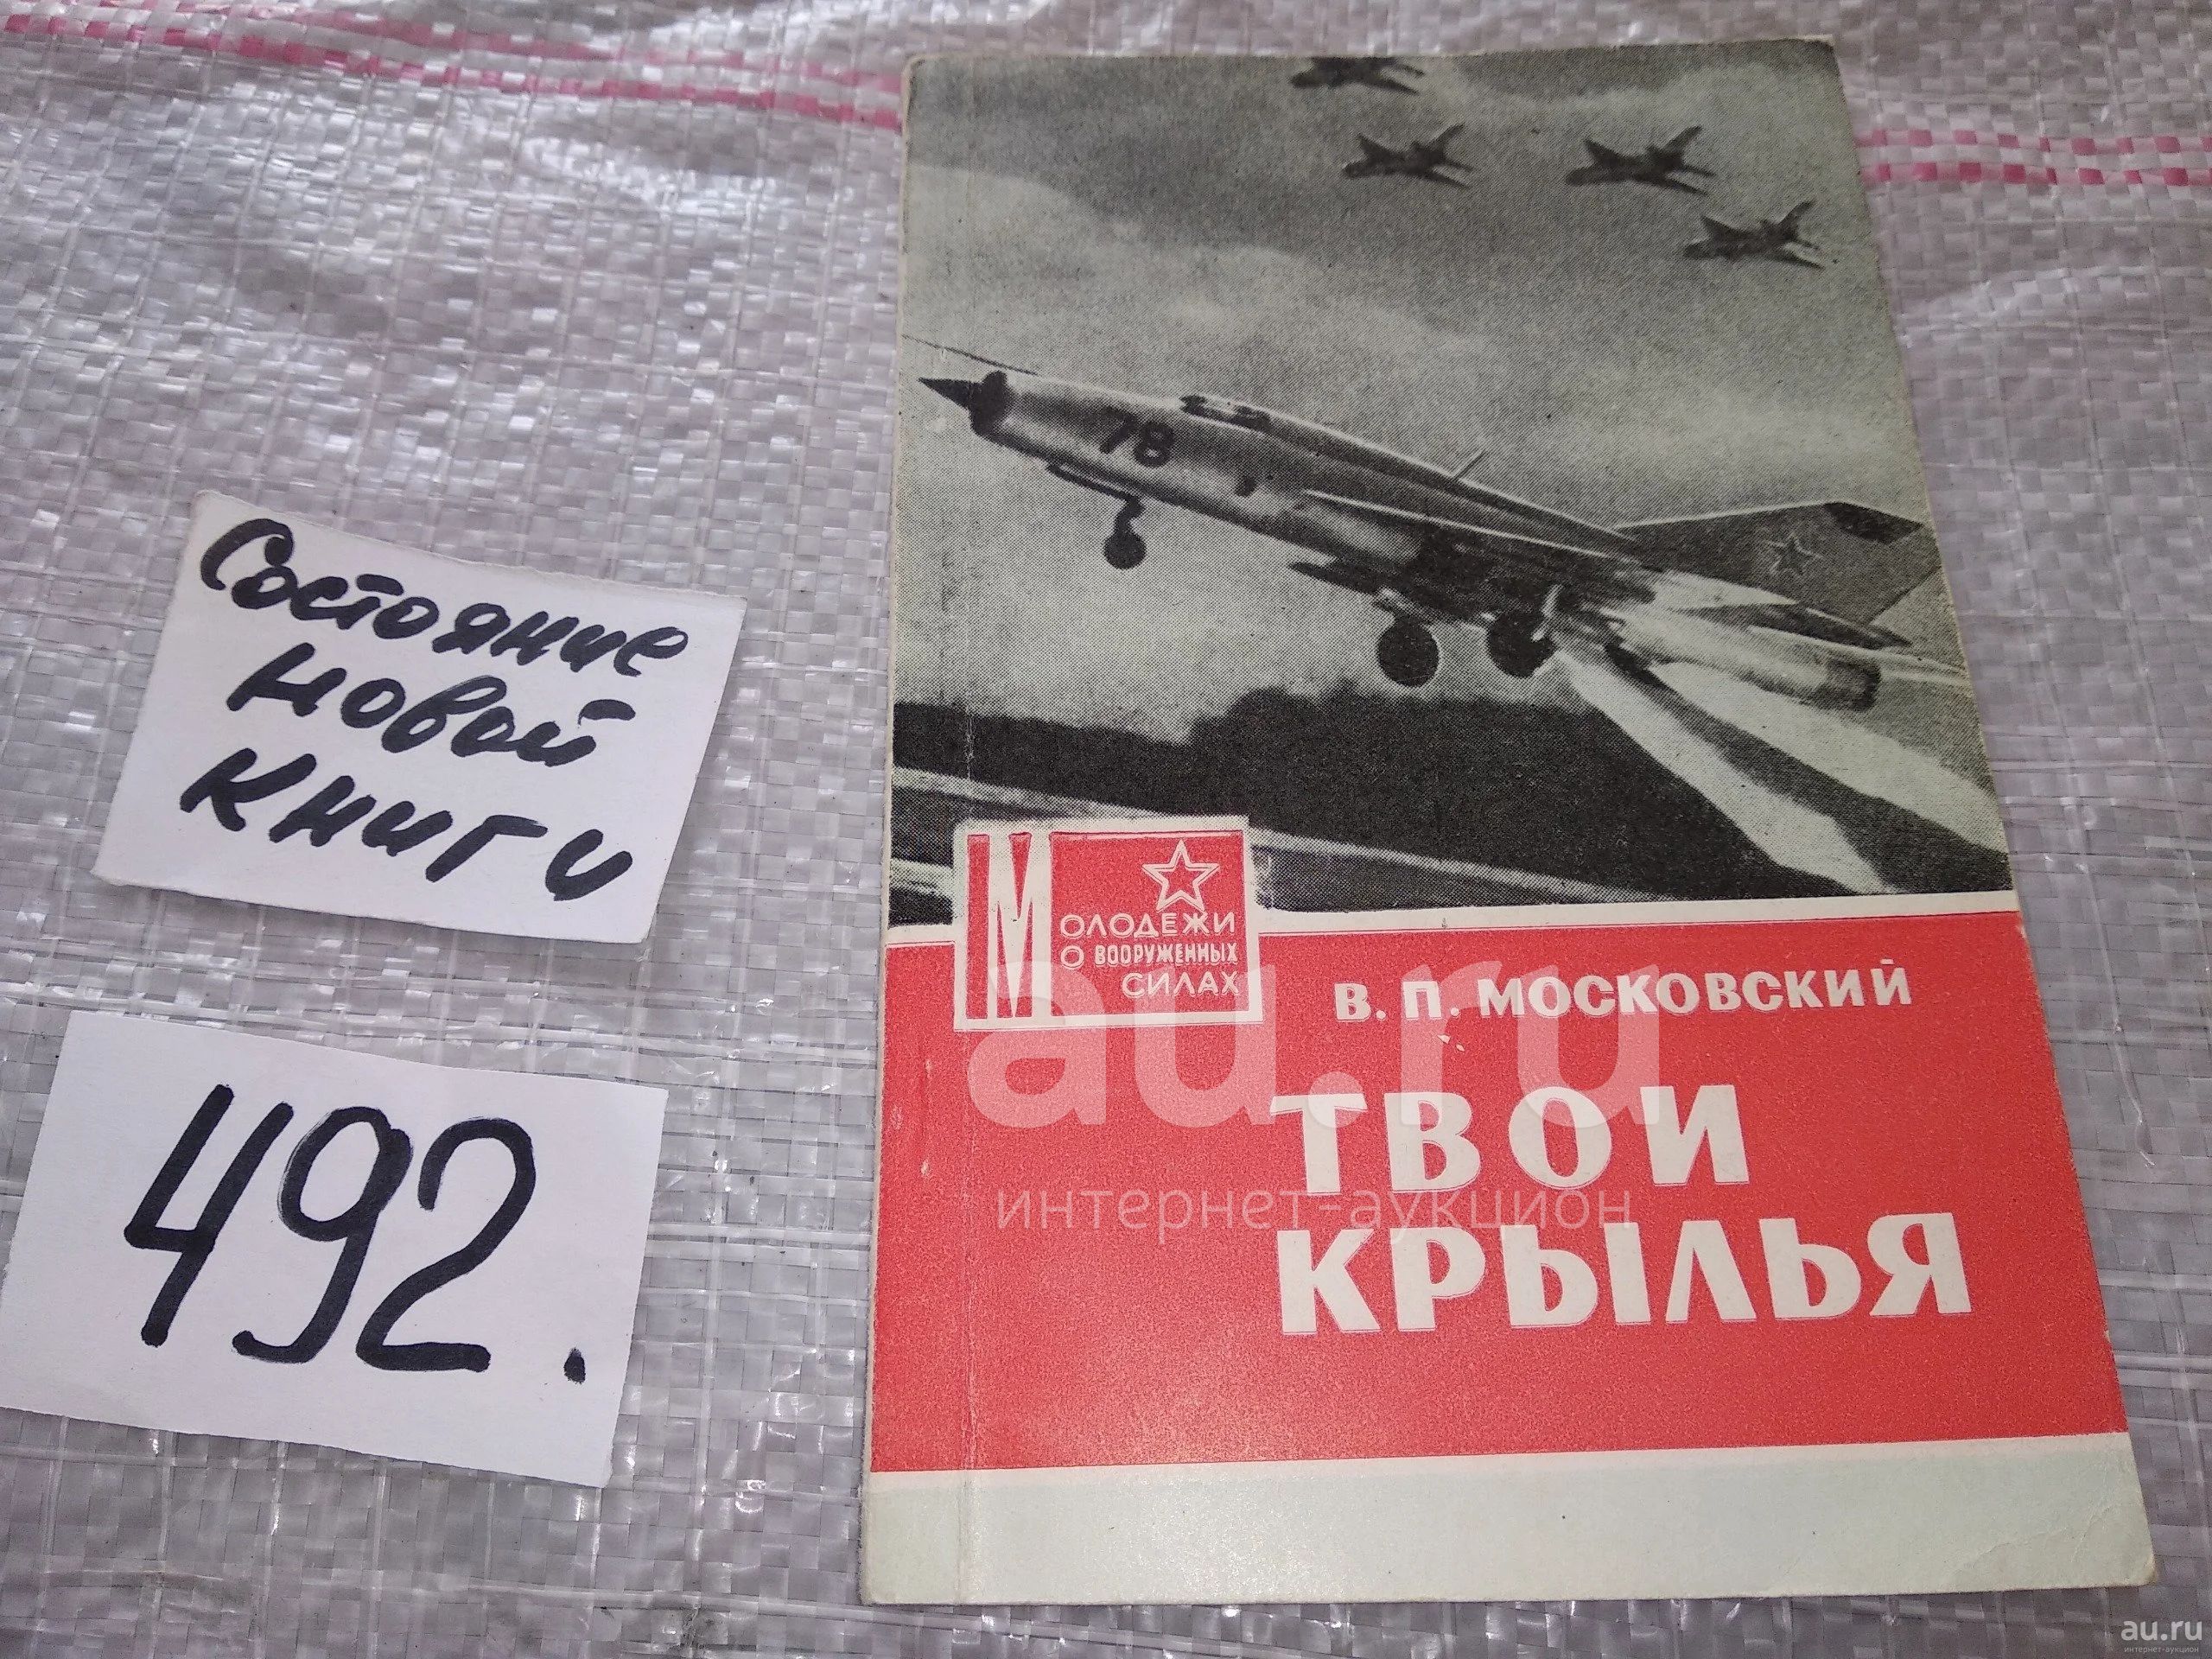 Состояние
новой
книги
492.
78
Молодежи
о вооруженных
силах
В. П. МОСКОВСКИЙ
ТВОИ
КРЫЛЬЯ
au.ru
интернет-аукцион
au.ru
интернет-аукцион